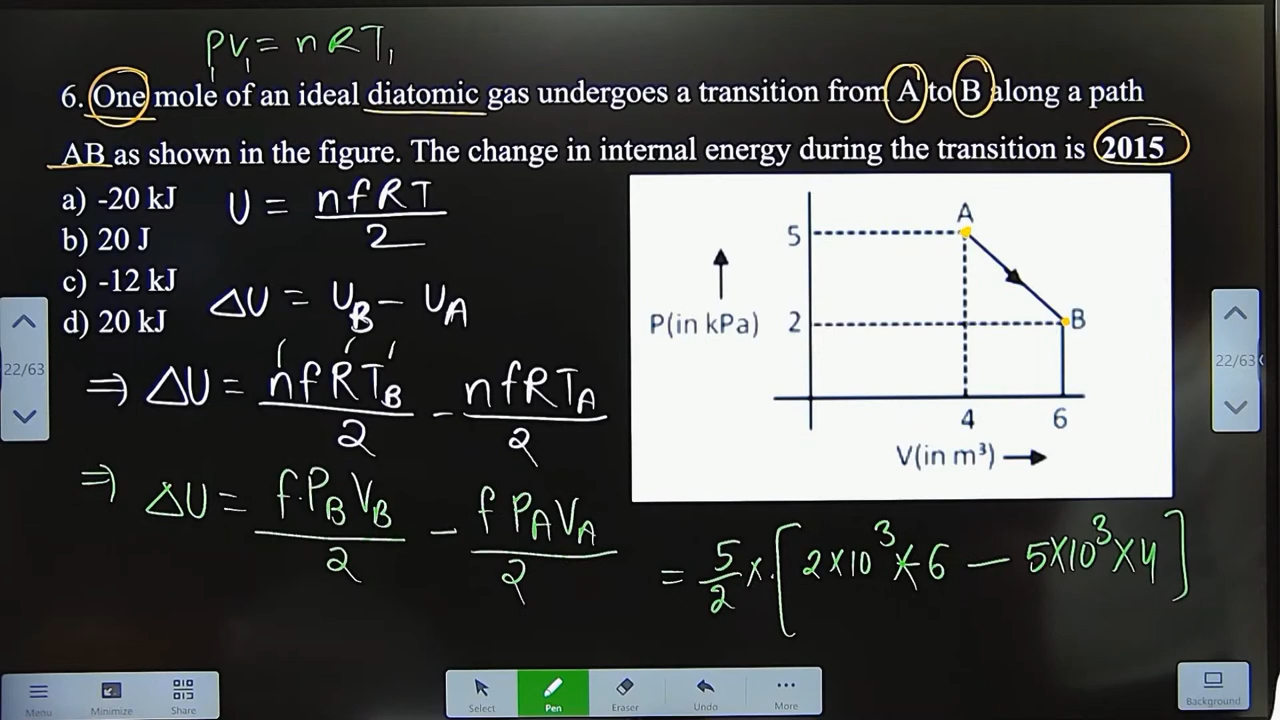 PV₁ = nRT₁
6. One mole of an ideal diatomic gas undergoes a transition from A to B along a path
AB as shown in the figure. The change in internal energy during the transition is 2015
a) -20 kJ
b) 20 J
c) -12 kJ
d) 20 kJ
U = nfRT/2
ΔU = U_B - U_A
⇒ ΔU = nfRT_B/2 - nfRT_A/2
⇒ ΔU = f·P_BV_B/2 - fP_AV_A/2
A
5
P(in kPa)
2
B
4
6
V(in m³)
= 5/2 × [2×10³×6 - 5×10³×4]
22/63
22/63
Menu
Minimize
Share
Select
Pen
Eraser
Undo
More
Background